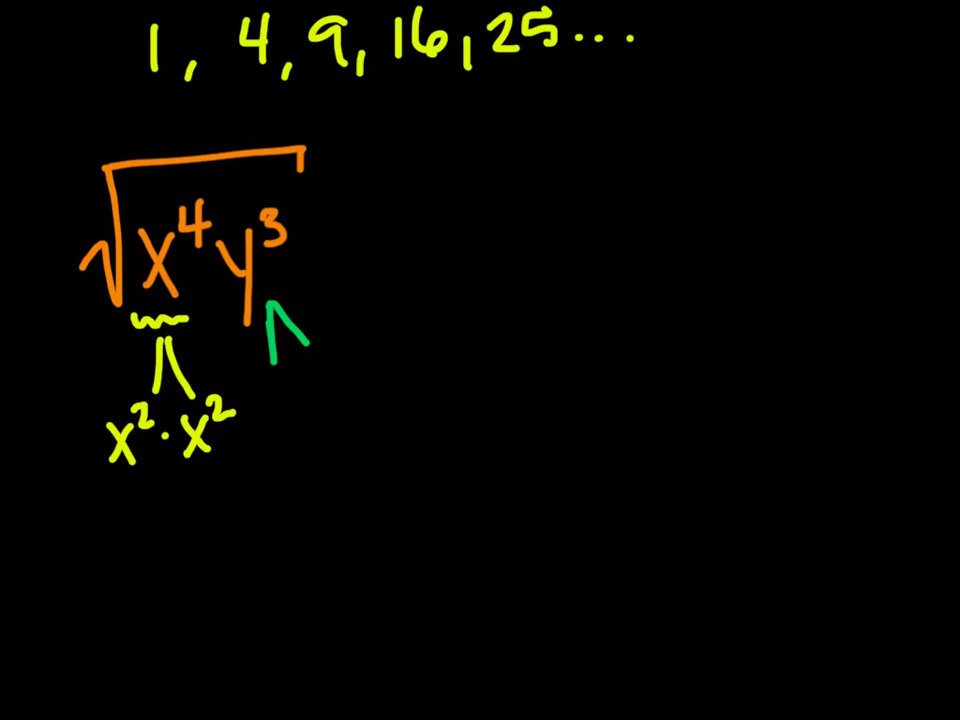 1, 4, 9, 16, 25...
√x⁴y³
x²·x²